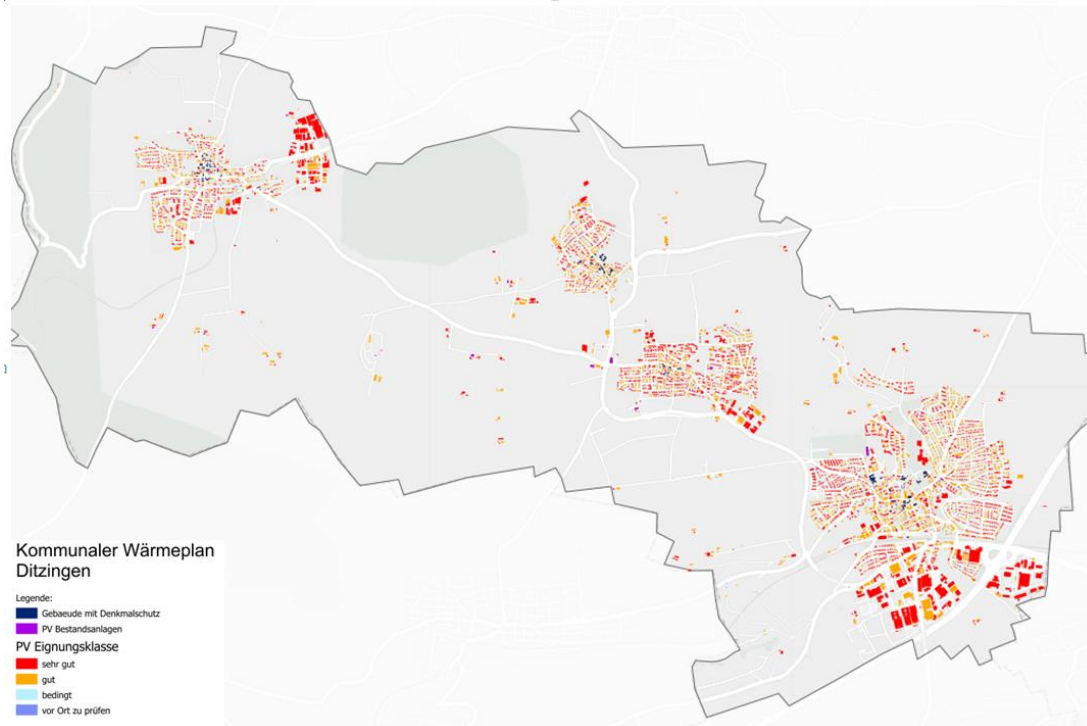 Kommunaler Wärmeplan
Ditzingen
Legende:
Gebaeude mit Denkmalschutz
PV Bestandsanlagen
PV Eignungsklasse
sehr gut
gut
bedingt
vor Ort zu prüfen